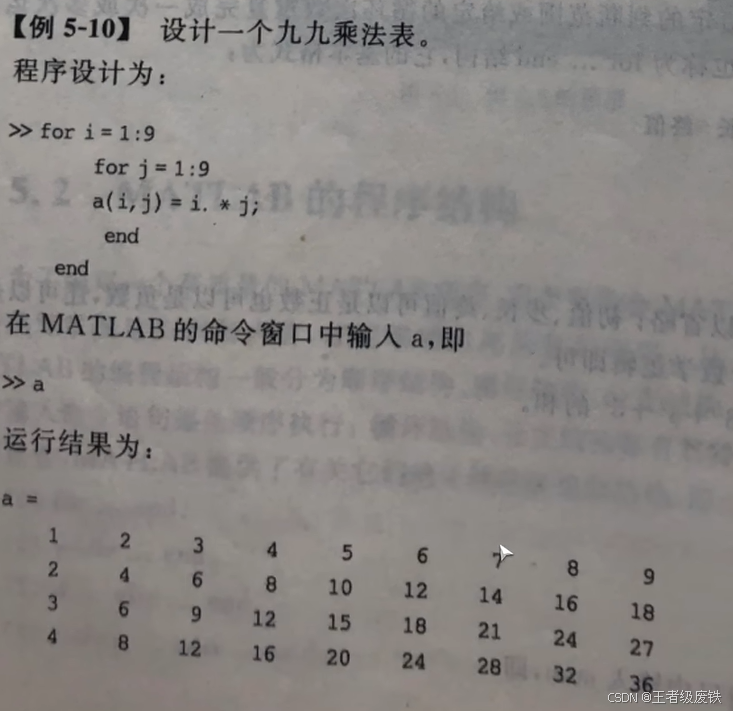 【例 5-10】 设计一个九九乘法表。
程序设计为：
>> for i = 1:9
for j = 1:9
a(i,j) = i. * j;
end
end
在 MATLAB 的命令窗口中输入 a,即
>> a
运行结果为：
a =
1 2 3 4 5 6 7 8 9
2 4 6 8 10 12 14 16 18
3 6 9 12 15 18 21 24 27
4 8 12 16 20 24 28 32 36
CSDN @王者级废铁